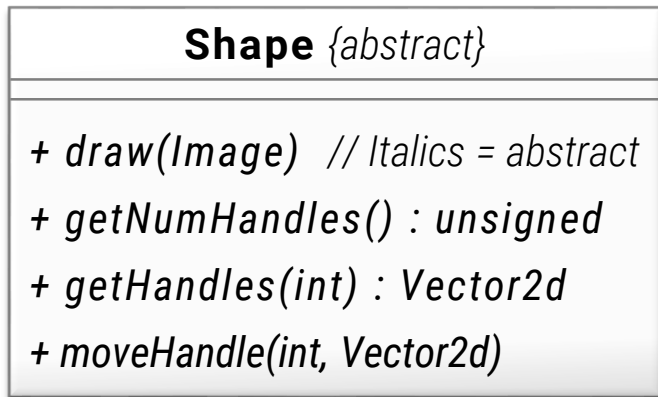 Shape {abstract}
+ draw(Image) // Italics = abstract
+ getNumHandles() : unsigned
+ getHandles(int) : Vector2d
+ moveHandle(int, Vector2d)